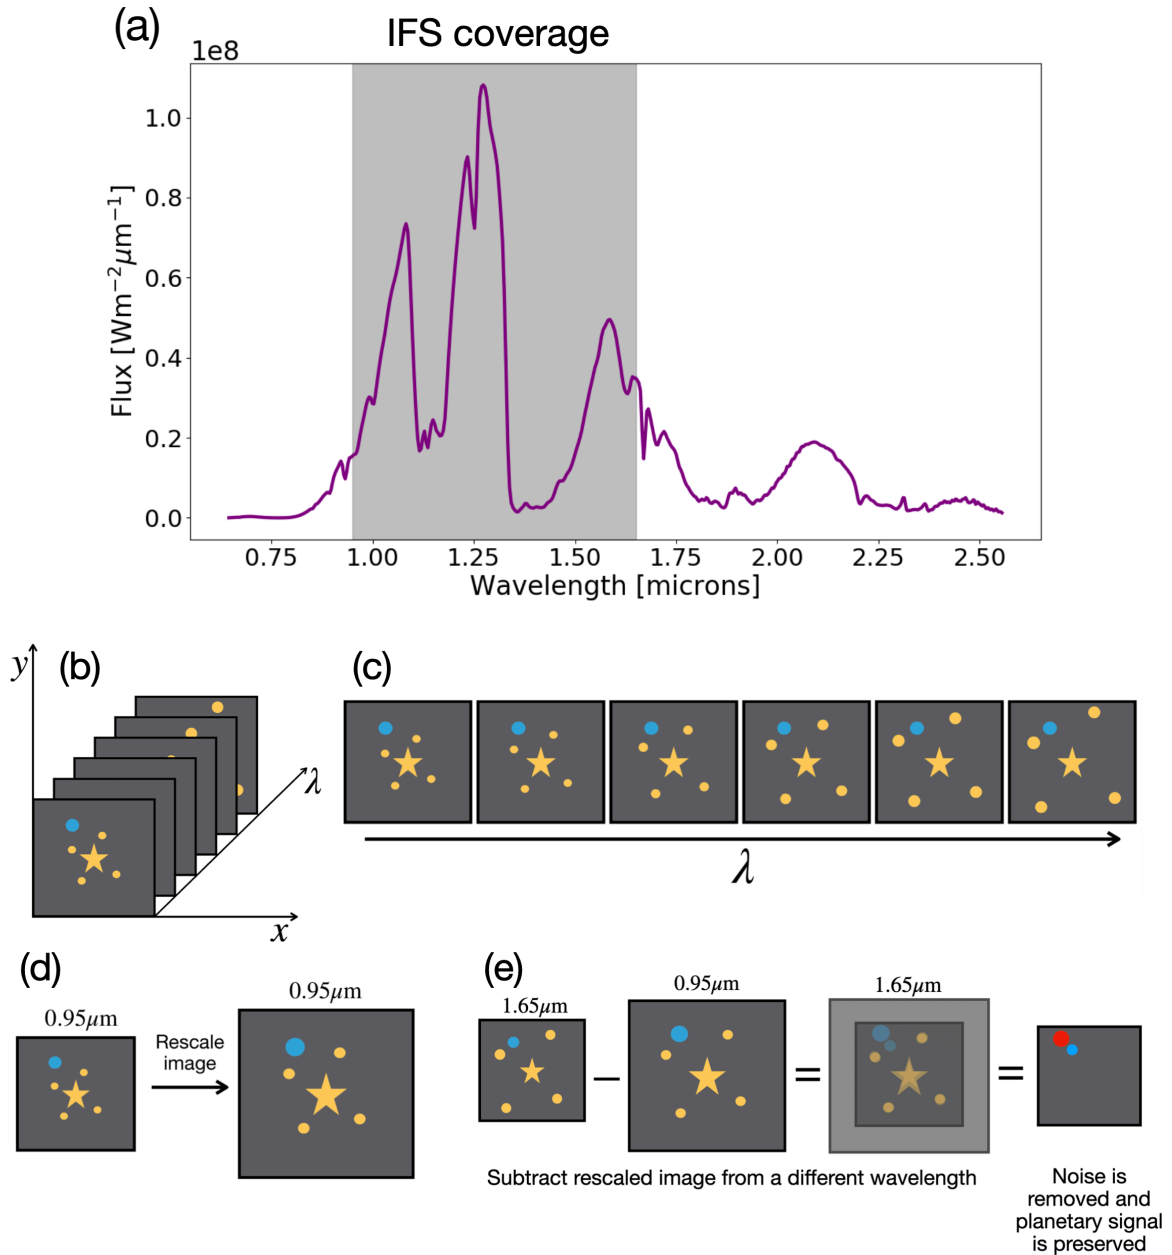 (a)
IFS coverage
1e8
1.0
0.8
0.6
0.4
0.2
0.0
Flux [Wm⁻²μm⁻¹]
0.75 1.00 1.25 1.50 1.75 2.00 2.25 2.50
Wavelength [microns]
(b)
y
λ
x
(c)
λ
(d)
0.95μm
Rescale
image
0.95μm
(e)
1.65μm
−
0.95μm
=
1.65μm
=
Subtract rescaled image from a different wavelength
Noise is
removed and
planetary signal
is preserved